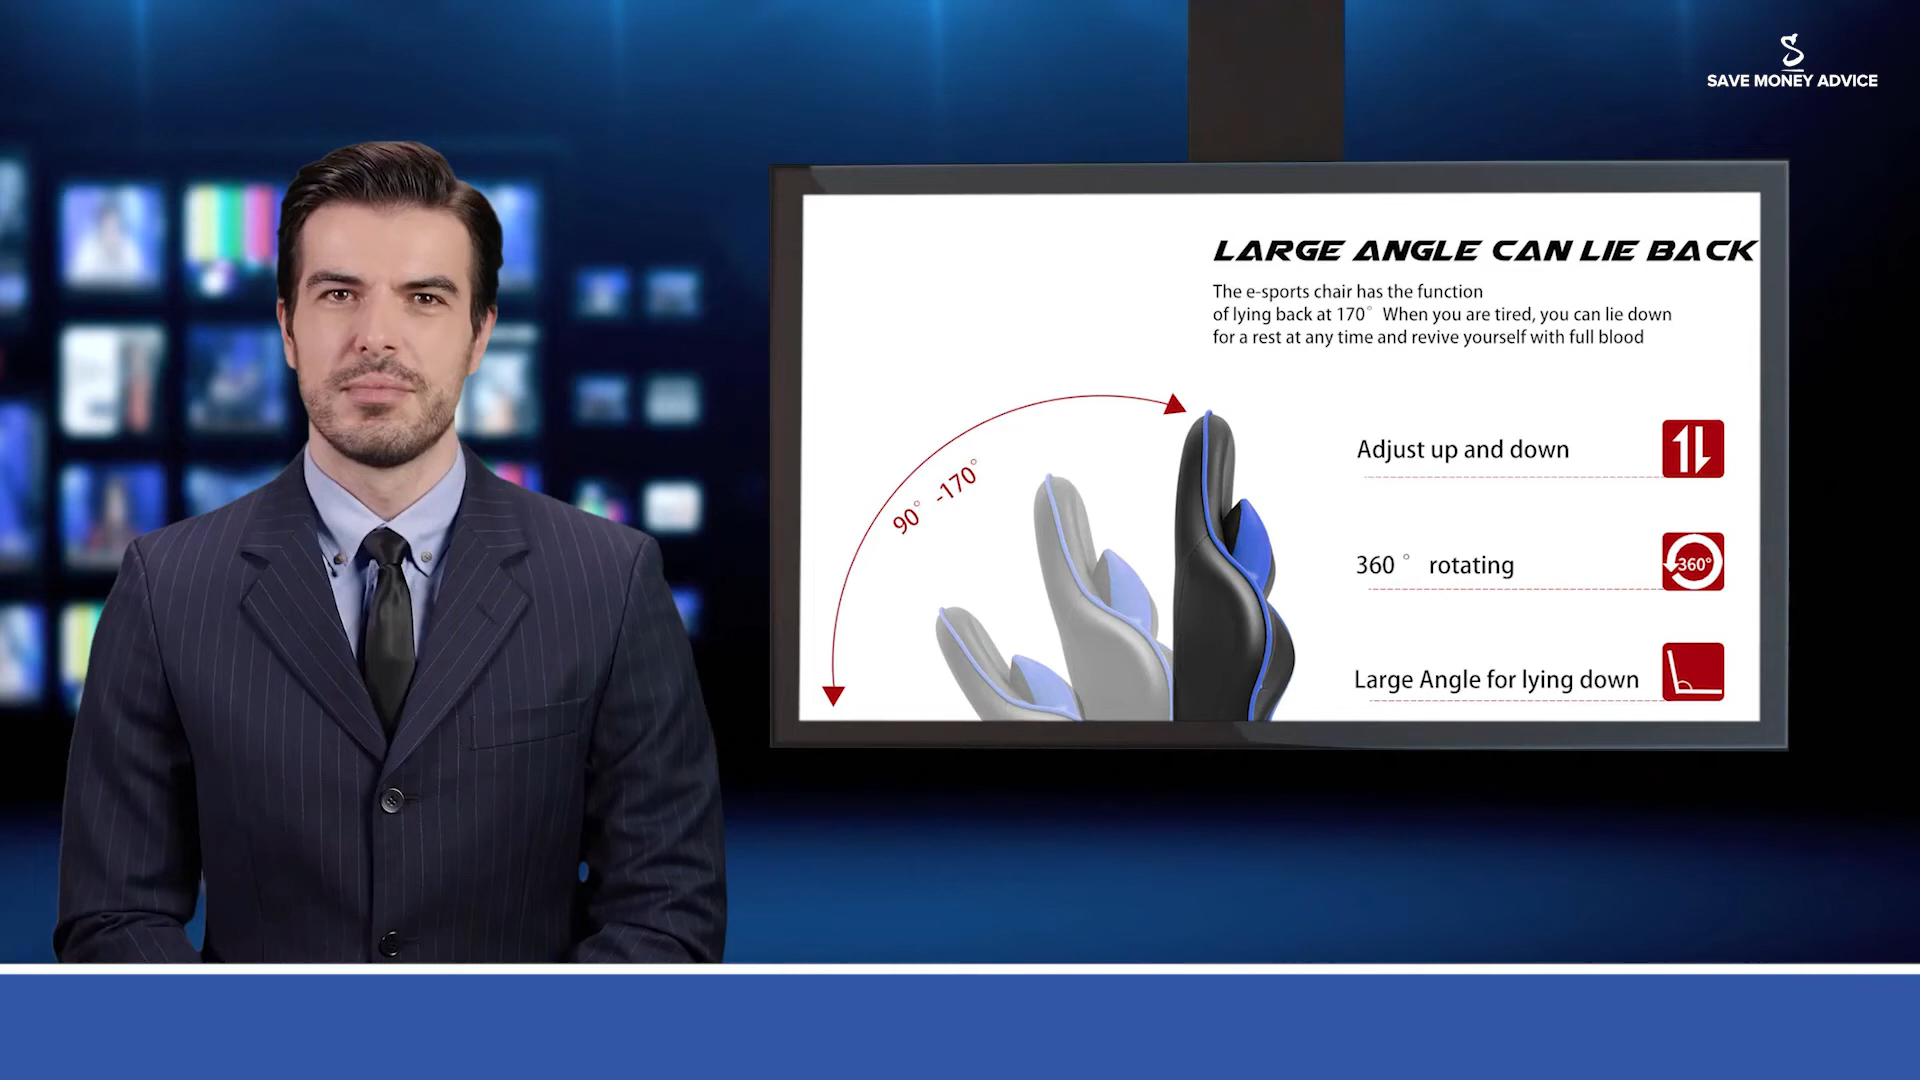 SAVE MONEY ADVICE
LARGE ANGLE CAN LIE BACK
The e-sports chair has the function
of lying back at 170° When you are tired, you can lie down
for a rest at any time and revive yourself with full blood
90° -170°
Adjust up and down
360° rotating
360°
Large Angle for lying down